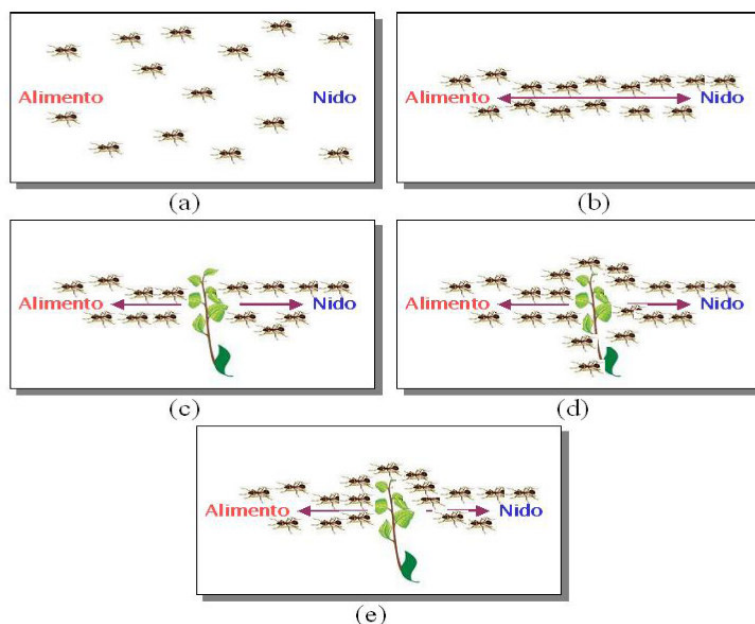 Alimento Nido
(a)
Alimento Nido
(b)
Alimento Nido
(c)
Alimento Nido
(d)
Alimento Nido
(e)